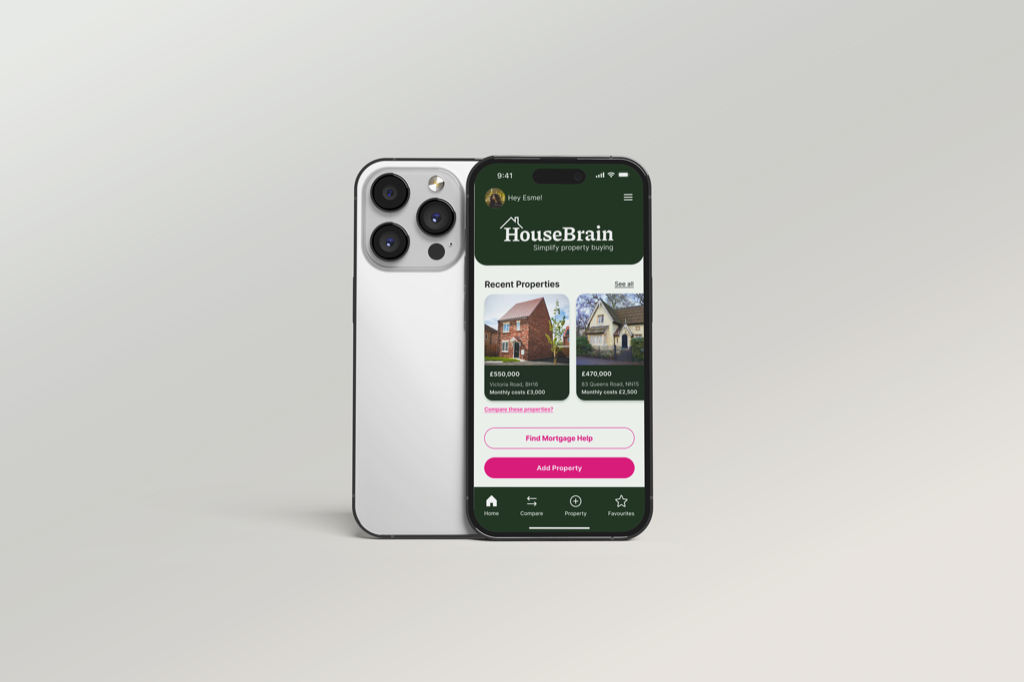 9:41
Hey Esme!
HouseBrain
Simplify property buying
Recent Properties
See all
£550,000
Victoria Road, BH16
Monthly costs £3,000
£470,000
83 Queens Road, NN15
Monthly costs £2,500
Compare these properties?
Find Mortgage Help
Add Property
Home
Compare
Property
Favourites